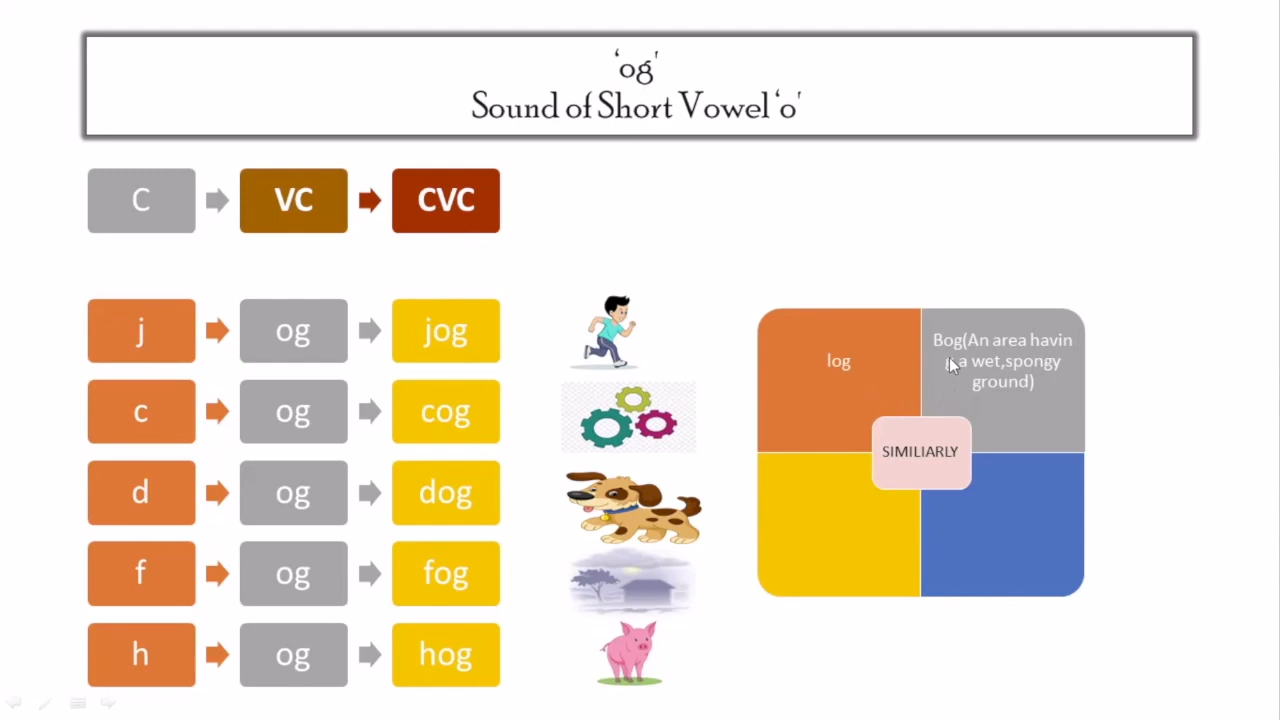 'og'
Sound of Short Vowel 'o'
C VC CVC
j og jog
c og cog
d og dog
f og fog
h og hog
log
Bog(An area havin
g a wet,spongy
ground)
SIMILIARLY